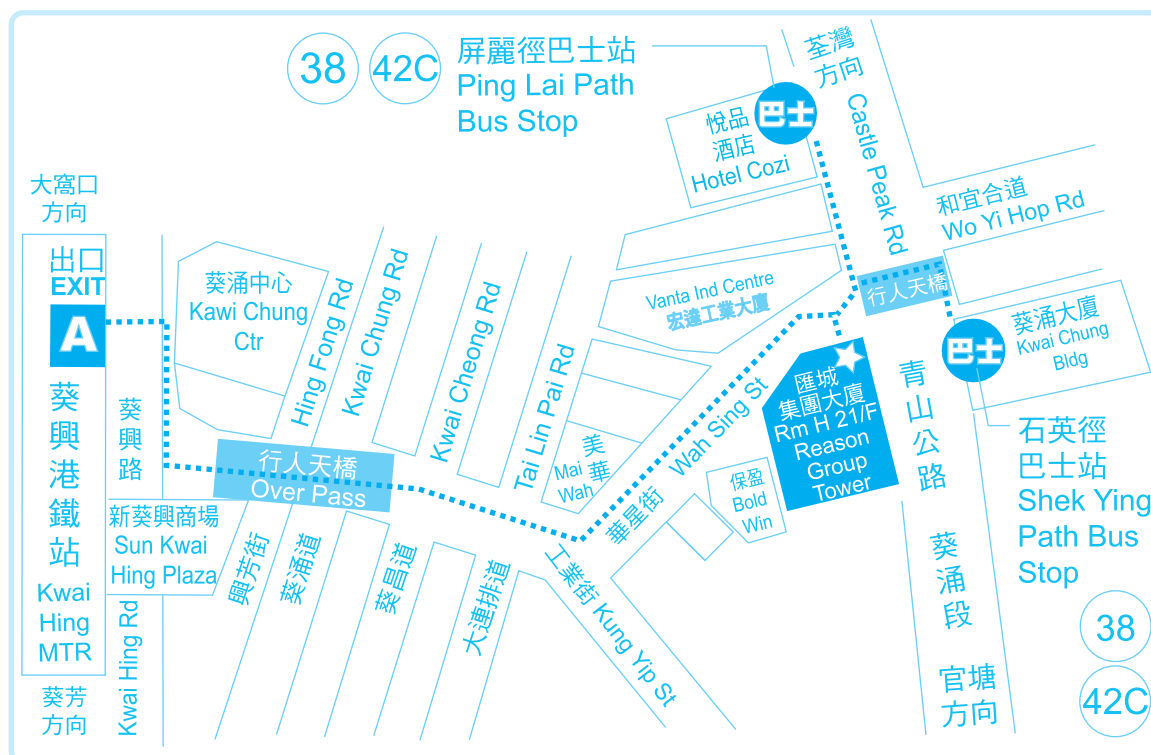 38
42C
屏麗徑巴士站
Ping Lai Path
Bus Stop
荃灣
方向
Castle Peak Rd
巴士
悅品
酒店
Hotel Cozi
和宜合道
Wo Yi Hop Rd
大窩口
方向
出口
EXIT
A
葵興港鐵站
Kwai
Hing
MTR
葵芳
方向
葵興路
Kwai Hing Rd
葵涌中心
Kawi Chung
Ctr
Hing Fong Rd
Kwai Chung Rd
Kwai Cheong Rd
Tai Lin Pai Rd
行人天橋
Over Pass
新葵興商場
Sun Kwai
Hing Plaza
興芳街
葵涌道
葵昌道
大連排道
工業街 Kung Yip St
美華
Mai
Wah
華星街
Wah Sing St
Vanta Ind Centre
宏達工業大廈
保盈
Bold
Win
匯城
集團大廈
Rm H 21/F
Reason
Group
Tower
行人天橋
巴士
葵涌大廈
Kwai Chung
Bldg
青山公路
葵涌段
官塘
方向
石英徑
巴士站
Shek Ying
Path Bus
Stop
38
42C